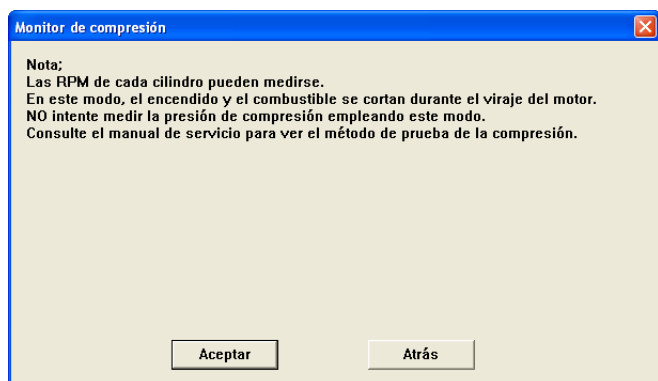 Monitor de compresión
Nota;
Las RPM de cada cilindro pueden medirse.
En este modo, el encendido y el combustible se cortan durante el viraje del motor.
NO intente medir la presión de compresión empleando este modo.
Consulte el manual de servicio para ver el método de prueba de la compresión.
Aceptar
Atrás